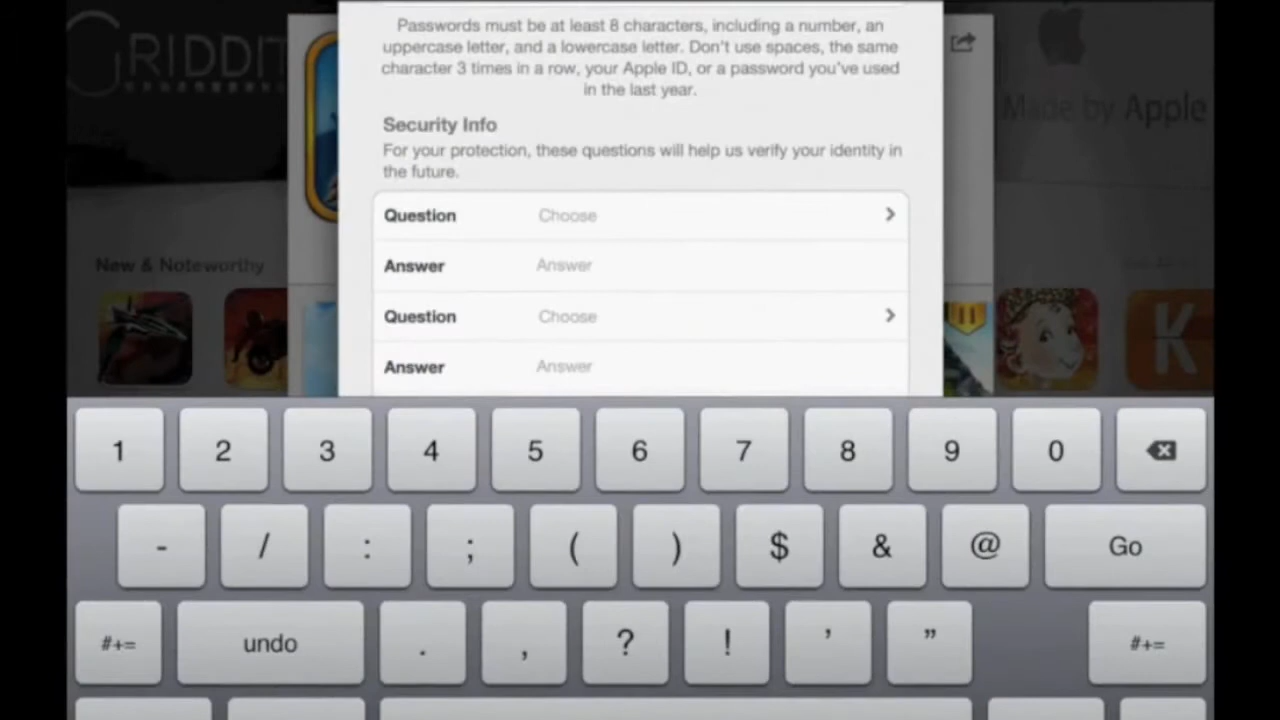 Passwords must be at least 8 characters, including a number, an
uppercase letter, and a lowercase letter. Don't use spaces, the same
character 3 times in a row, your Apple ID, or a password you've used
in the last year.
GRIDDIT
Made by Apple
Security Info
For your protection, these questions will help us verify your identity in
the future.
Question Choose
New & Noteworthy
Answer Answer
Question Choose
K
Answer Answer
1 2 3 4 5 6 7 8 9 0
- / : ; ( ) $ & @ Go
#+= undo . , ? ! ' " #+=